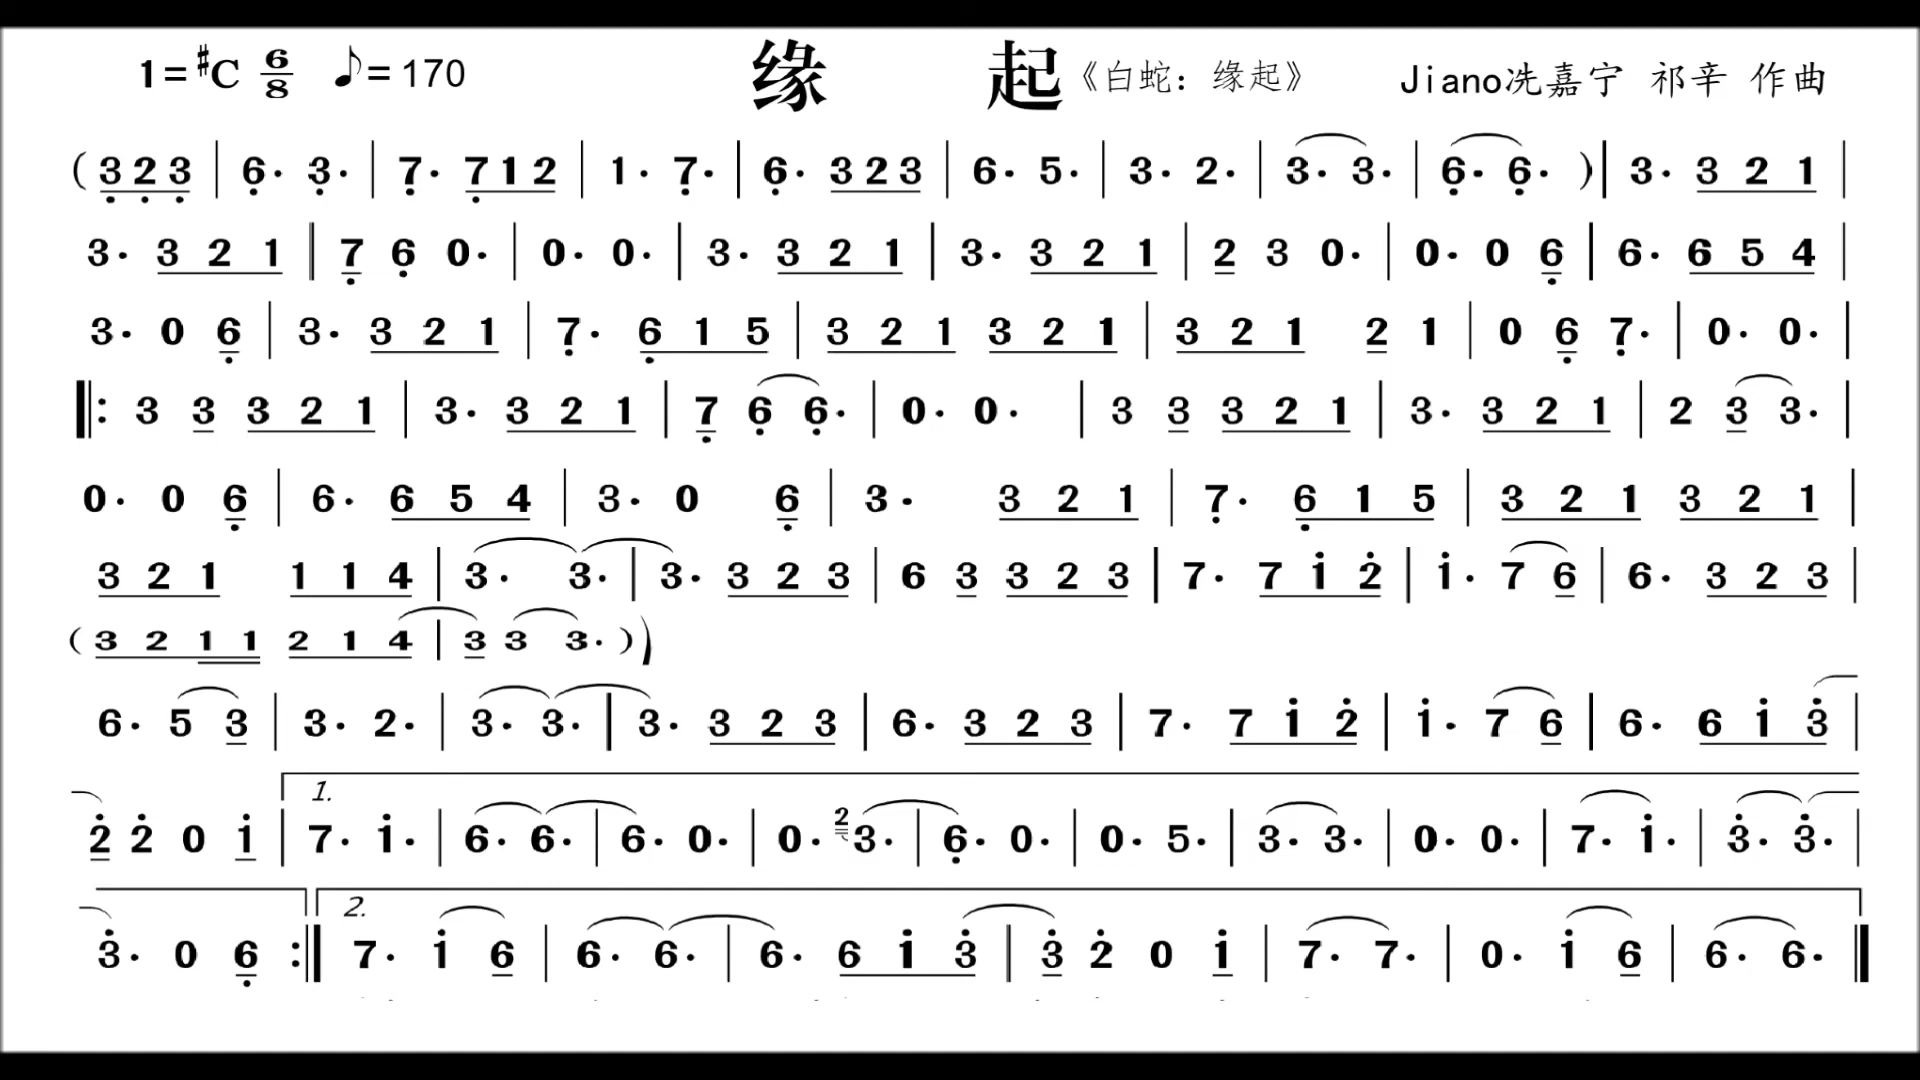 1=♯C 6/8 ♪=170 缘 起 《白蛇：缘起》 Jiano冼嘉宁 祁辛 作曲
( 3̣ 2̣ 3̣ | 6̣· 3̣· | 7̣· 7̣ 1 2 | 1· 7̣· | 6̣· 3 2 3 | 6· 5· | 3· 2· | 3· 3· | 6̣· 6̣· ) | 3· 3 2 1 |
3· 3 2 1 ‖ 7̣ 6̣ 0· | 0· 0· | 3· 3 2 1 | 3· 3 2 1 | 2 3 0· | 0· 0 6̣ | 6· 6 5 4 |
3· 0 6̣ | 3· 3 2 1 | 7̣· 6̣ 1 5 | 3 2 1 3 2 1 | 3 2 1 2 1 | 0 6̣ 7̣· | 0· 0· |
‖: 3 3 3 2 1 | 3· 3 2 1 | 7̣ 6̣ 6̣· | 0· 0· | 3 3 3 2 1 | 3· 3 2 1 | 2 3 3· |
0· 0 6̣ | 6· 6 5 4 | 3· 0 6̣ | 3· 3 2 1 | 7̣· 6̣ 1 5 | 3 2 1 3 2 1 |
3 2 1 1 1 4 | 3· 3· | 3· 3 2 3 | 6 3 3 2 3 | 7· 7 1̇ 2̇ | 1̇· 7 6 | 6· 3 2 3 |
( 3 2 1 1 2 1 4 | 3 3 3· )
6· 5 3 | 3· 2· | 3· 3· | 3· 3 2 3 | 6· 3 2 3 | 7· 7 1̇ 2̇ | 1̇· 7 6 | 6· 6 1̇ 3̇ |
1.
2̇ 2̇ 0 1̇ | 7· 1̇· | 6· 6· | 6· 0· | 0· 2 3· | 6̣· 0· | 0· 5· | 3· 3· | 0· 0· | 7· 1̇· | 3̇· 3̇· |
2.
3̇· 0 6̣ :‖ 7· 1̇ 6 | 6· 6· | 6· 6 1̇ 3̇ ‖ 3̇ 2̇ 0 1̇ | 7· 7· | 0· 1̇ 6 | 6· 6· ‖